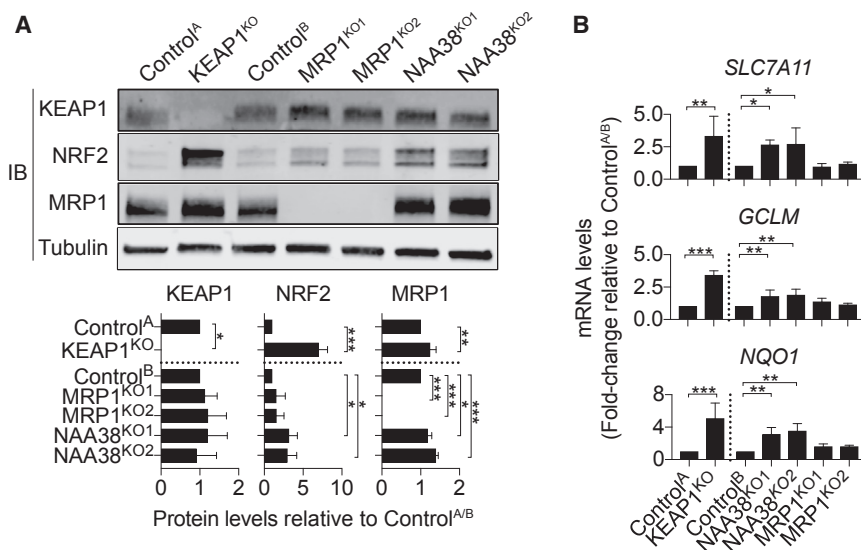 A
Control^A
KEAP1^KO
Control^B
MRP1^KO1
MRP1^KO2
NAA38^KO1
NAA38^KO2
IB
KEAP1
NRF2
MRP1
Tubulin
KEAP1 NRF2 MRP1
Control^A
KEAP1^KO
Control^B
MRP1^KO1
MRP1^KO2
NAA38^KO1
NAA38^KO2
*
***
**
*
*
***
***
*
***
0 1 2 0 5 10 0 1 2
Protein levels relative to Control^A/B
B
mRNA levels
(Fold-change relative to Control^A/B)
SLC7A11
5.0
2.5
0
** * *
GCLM
5.0
2.5
0
*** ** **
NQO1
8
4
0
*** ** **
Control^A
KEAP1^KO
Control^B
NAA38^KO1
NAA38^KO2
MRP1^KO1
MRP1^KO2